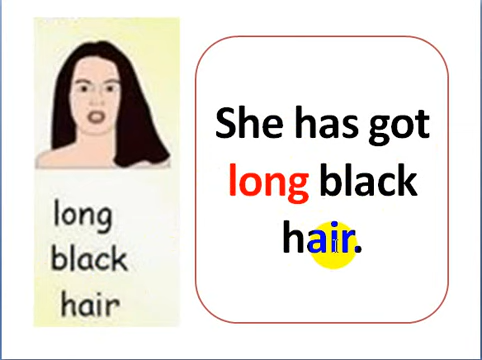 long
black
hair
She has got
long black
hair.